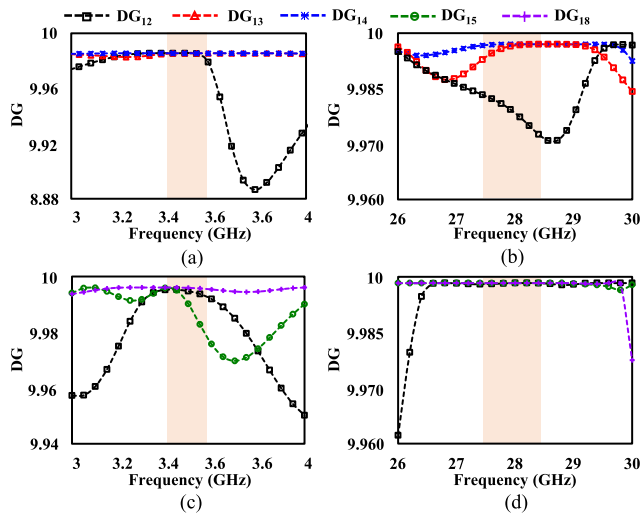 DG12 DG13 DG14 DG15 DG18
10
9.96
9.92
8.88
DG
3 3.2 3.4 3.6 3.6 4
Frequency (GHz)
(a)
10
9.985
9.970
9.960
DG
26 27 28 29 30
Frequency (GHz)
(b)
10
9.98
9.96
9.94
DG
3 3.2 3.4 3.6 3.6 4
Frequency (GHz)
(c)
10
9.985
9.970
9.960
DG
26 27 28 29 30
Frequency (GHz)
(d)